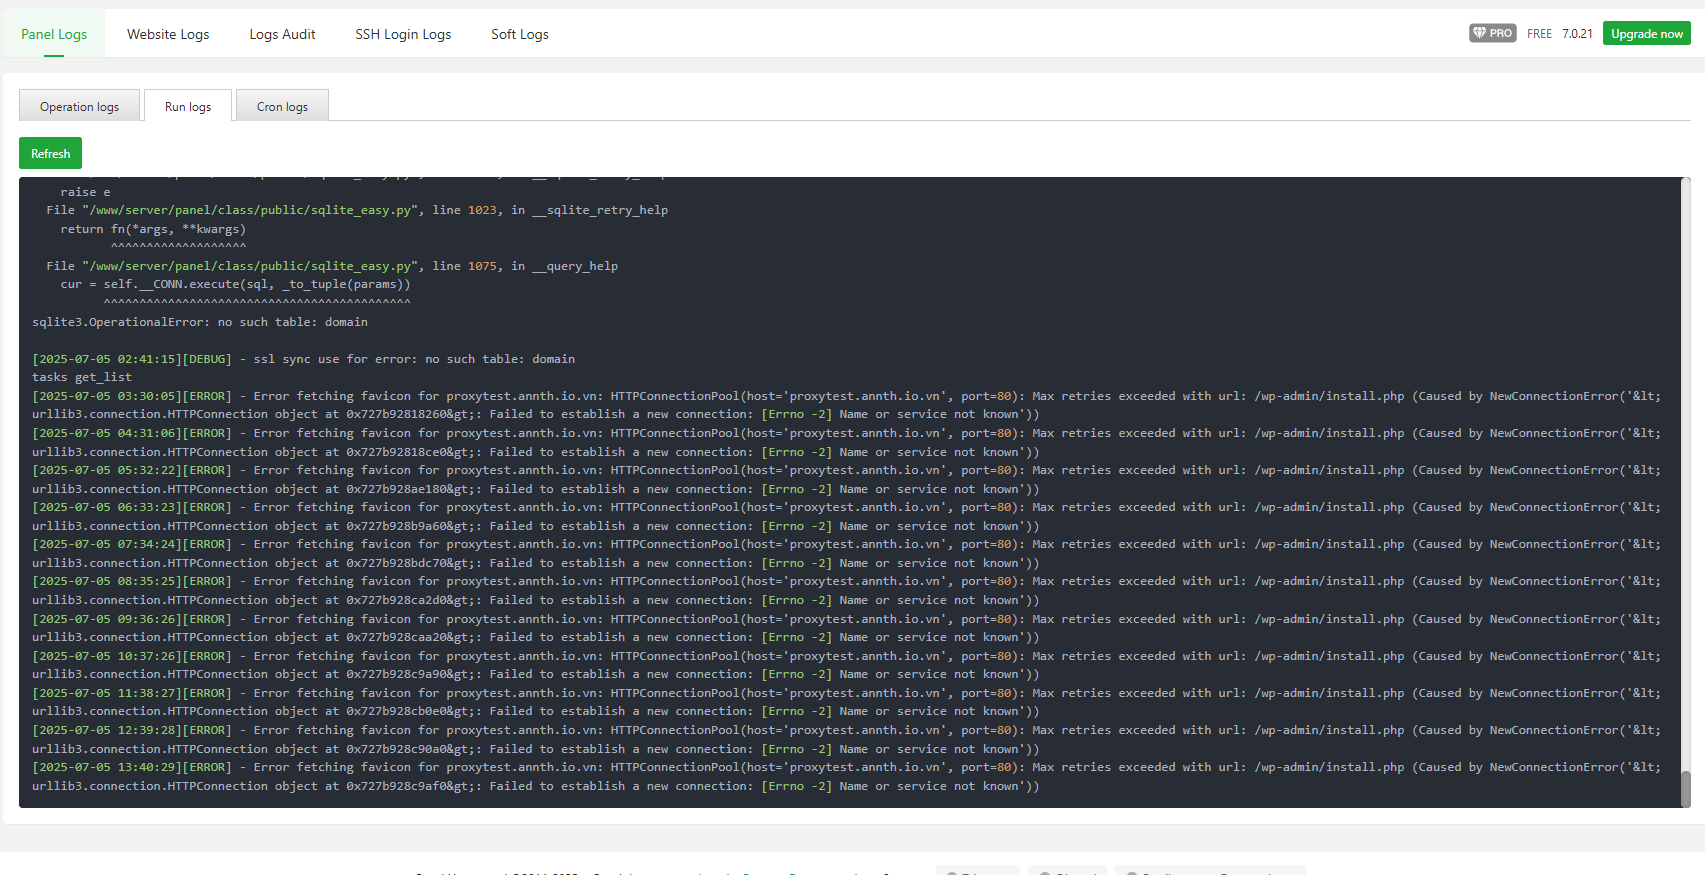 Panel Logs
Website Logs
Logs Audit
SSH Login Logs
Soft Logs
PRO
FREE
7.0.21
Upgrade now
Operation logs
Run logs
Cron logs
Refresh
raise e
File "/www/server/panel/class/public/sqlite_easy.py", line 1023, in __sqlite_retry_help
return fn(*args, **kwargs)
^^^^^^^^^^^^^^^^^^^
File "/www/server/panel/class/public/sqlite_easy.py", line 1075, in __query_help
cur = self.__CONN.execute(sql, _to_tuple(params))
^^^^^^^^^^^^^^^^^^^^^^^^^^^^^^^^^^^^^^^^^^^
sqlite3.OperationalError: no such table: domain
[2025-07-05 02:41:15][DEBUG] - ssl sync use for error: no such table: domain
tasks get_list
[2025-07-05 03:30:05][ERROR] - Error fetching favicon for proxytest.annth.io.vn: HTTPConnectionPool(host='proxytest.annth.io.vn', port=80): Max retries exceeded with url: /wp-admin/install.php (Caused by NewConnectionError('&lt;
urllib3.connection.HTTPConnection object at 0x727b92818260&gt;: Failed to establish a new connection: [Errno -2] Name or service not known'))
[2025-07-05 04:31:06][ERROR] - Error fetching favicon for proxytest.annth.io.vn: HTTPConnectionPool(host='proxytest.annth.io.vn', port=80): Max retries exceeded with url: /wp-admin/install.php (Caused by NewConnectionError('&lt;
urllib3.connection.HTTPConnection object at 0x727b92818ce0&gt;: Failed to establish a new connection: [Errno -2] Name or service not known'))
[2025-07-05 05:32:22][ERROR] - Error fetching favicon for proxytest.annth.io.vn: HTTPConnectionPool(host='proxytest.annth.io.vn', port=80): Max retries exceeded with url: /wp-admin/install.php (Caused by NewConnectionError('&lt;
urllib3.connection.HTTPConnection object at 0x727b928ae180&gt;: Failed to establish a new connection: [Errno -2] Name or service not known'))
[2025-07-05 06:33:23][ERROR] - Error fetching favicon for proxytest.annth.io.vn: HTTPConnectionPool(host='proxytest.annth.io.vn', port=80): Max retries exceeded with url: /wp-admin/install.php (Caused by NewConnectionError('&lt;
urllib3.connection.HTTPConnection object at 0x727b928b9a60&gt;: Failed to establish a new connection: [Errno -2] Name or service not known'))
[2025-07-05 07:34:24][ERROR] - Error fetching favicon for proxytest.annth.io.vn: HTTPConnectionPool(host='proxytest.annth.io.vn', port=80): Max retries exceeded with url: /wp-admin/install.php (Caused by NewConnectionError('&lt;
urllib3.connection.HTTPConnection object at 0x727b928bdc70&gt;: Failed to establish a new connection: [Errno -2] Name or service not known'))
[2025-07-05 08:35:25][ERROR] - Error fetching favicon for proxytest.annth.io.vn: HTTPConnectionPool(host='proxytest.annth.io.vn', port=80): Max retries exceeded with url: /wp-admin/install.php (Caused by NewConnectionError('&lt;
urllib3.connection.HTTPConnection object at 0x727b928ca2d0&gt;: Failed to establish a new connection: [Errno -2] Name or service not known'))
[2025-07-05 09:36:26][ERROR] - Error fetching favicon for proxytest.annth.io.vn: HTTPConnectionPool(host='proxytest.annth.io.vn', port=80): Max retries exceeded with url: /wp-admin/install.php (Caused by NewConnectionError('&lt;
urllib3.connection.HTTPConnection object at 0x727b928caa20&gt;: Failed to establish a new connection: [Errno -2] Name or service not known'))
[2025-07-05 10:37:26][ERROR] - Error fetching favicon for proxytest.annth.io.vn: HTTPConnectionPool(host='proxytest.annth.io.vn', port=80): Max retries exceeded with url: /wp-admin/install.php (Caused by NewConnectionError('&lt;
urllib3.connection.HTTPConnection object at 0x727b928c9a90&gt;: Failed to establish a new connection: [Errno -2] Name or service not known'))
[2025-07-05 11:38:27][ERROR] - Error fetching favicon for proxytest.annth.io.vn: HTTPConnectionPool(host='proxytest.annth.io.vn', port=80): Max retries exceeded with url: /wp-admin/install.php (Caused by NewConnectionError('&lt;
urllib3.connection.HTTPConnection object at 0x727b928cb0e0&gt;: Failed to establish a new connection: [Errno -2] Name or service not known'))
[2025-07-05 12:39:28][ERROR] - Error fetching favicon for proxytest.annth.io.vn: HTTPConnectionPool(host='proxytest.annth.io.vn', port=80): Max retries exceeded with url: /wp-admin/install.php (Caused by NewConnectionError('&lt;
urllib3.connection.HTTPConnection object at 0x727b928c90a0&gt;: Failed to establish a new connection: [Errno -2] Name or service not known'))
[2025-07-05 13:40:29][ERROR] - Error fetching favicon for proxytest.annth.io.vn: HTTPConnectionPool(host='proxytest.annth.io.vn', port=80): Max retries exceeded with url: /wp-admin/install.php (Caused by NewConnectionError('&lt;
urllib3.connection.HTTPConnection object at 0x727b928c9af0&gt;: Failed to establish a new connection: [Errno -2] Name or service not known'))